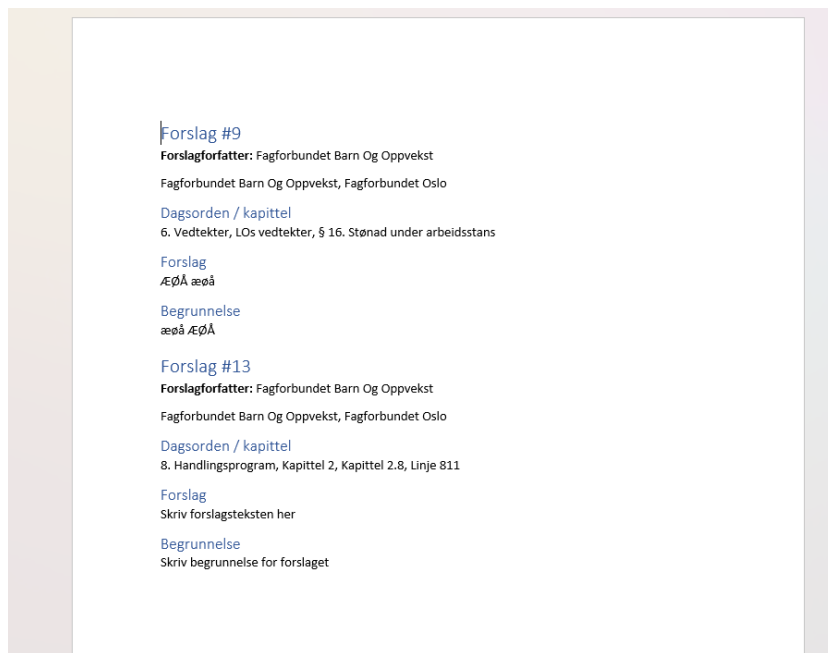 Forslag #9
Forslagforfatter: Fagforbundet Barn Og Oppvekst
Fagforbundet Barn Og Oppvekst, Fagforbundet Oslo
Dagsorden / kapittel
6. Vedtekter, LOs vedtekter, § 16. Stønad under arbeidsstans
Forslag
ÆØÅ æøå
Begrunnelse
æøå ÆØÅ
Forslag #13
Forslagforfatter: Fagforbundet Barn Og Oppvekst
Fagforbundet Barn Og Oppvekst, Fagforbundet Oslo
Dagsorden / kapittel
8. Handlingsprogram, Kapittel 2, Kapittel 2.8, Linje 811
Forslag
Skriv forslagsteksten her
Begrunnelse
Skriv begrunnelse for forslaget